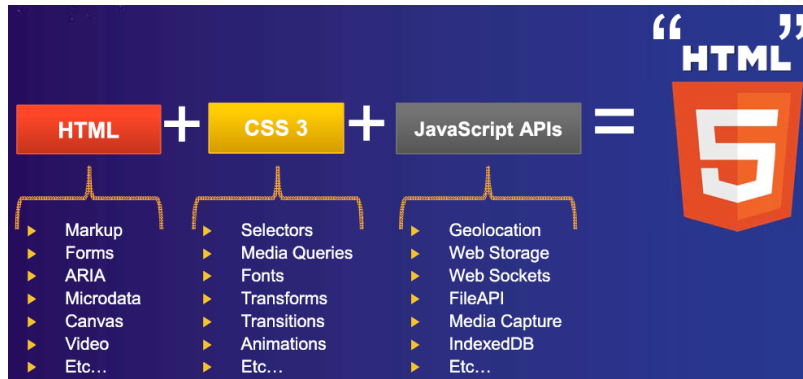 “HTML”
5
HTML + CSS 3 + JavaScript APIs =
Markup
Forms
ARIA
Microdata
Canvas
Video
Etc…
Selectors
Media Queries
Fonts
Transforms
Transitions
Animations
Etc…
Geolocation
Web Storage
Web Sockets
FileAPI
Media Capture
IndexedDB
Etc…